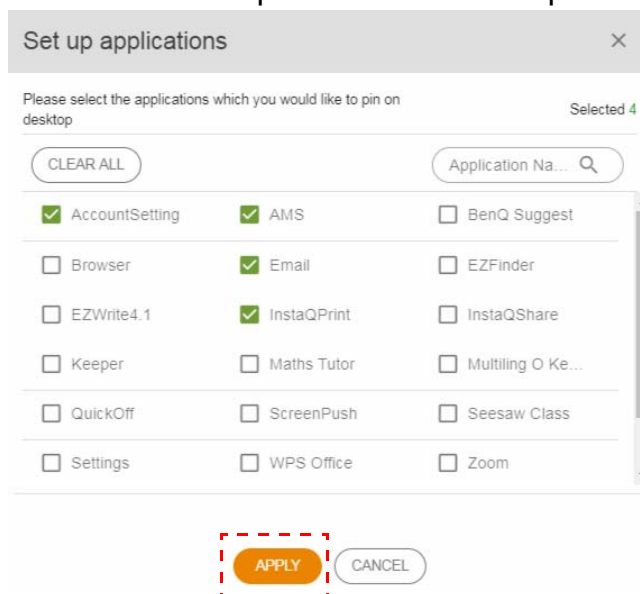 Set up applications
Please select the applications which you would like to pin on
desktop
Selected 4
CLEAR ALL
Application Na...
AccountSetting AMS BenQ Suggest
Browser Email EZFinder
EZWrite4.1 InstaQPrint InstaQShare
Keeper Maths Tutor Multiling O Ke...
QuickOff ScreenPush Seesaw Class
Settings WPS Office Zoom
APPLY CANCEL